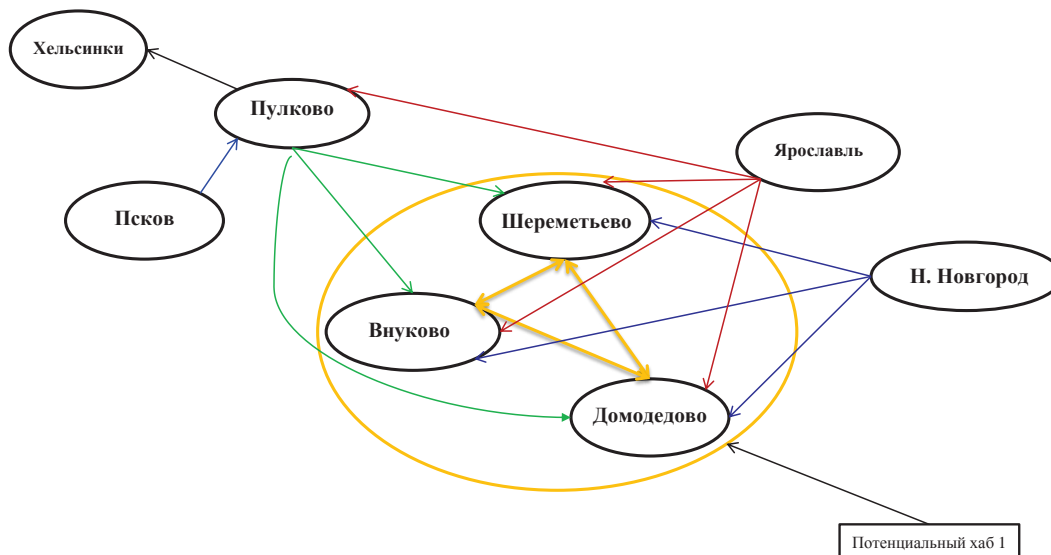 Хельсинки
Пулково
Ярославль
Псков
Шереметьево
Н. Новгород
Внуково
Домодедово
Потенциальный хаб 1